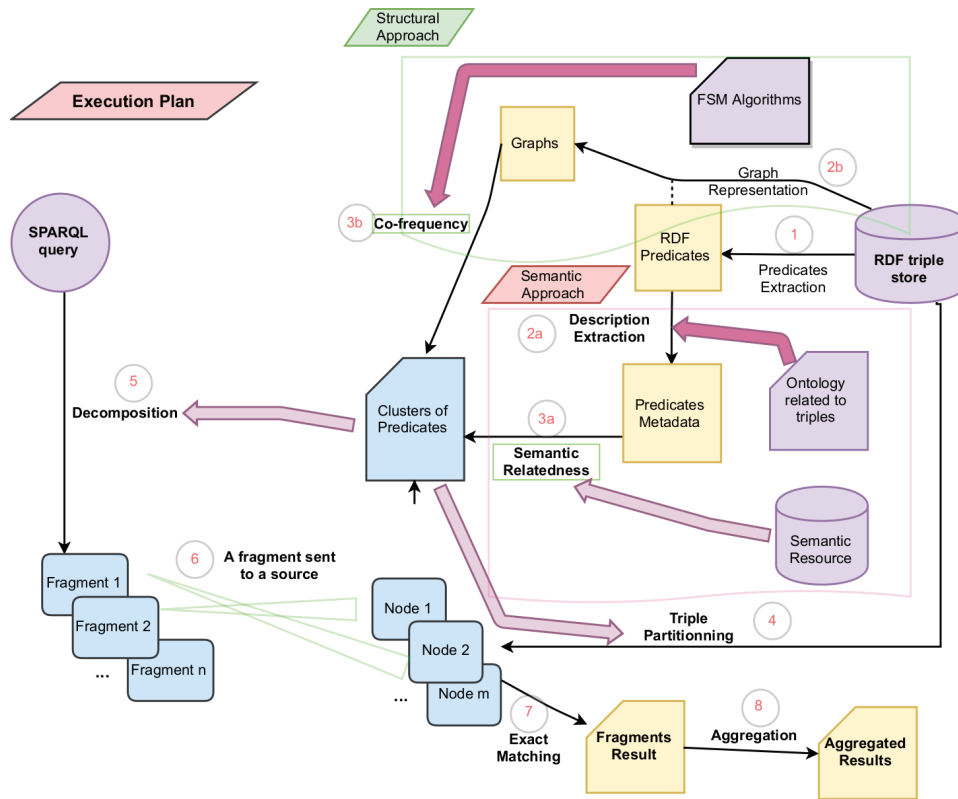 Structural
Approach
Execution Plan
FSM Algorithms
Graphs
2b
Graph
Representation
3b
Co-frequency
SPARQL
query
RDF
Predicates
1
Predicates
Extraction
RDF triple
store
Semantic
Approach
2a
Description
Extraction
5
Decomposition
Clusters of
Predicates
3a
Predicates
Metadata
Ontology
related to
triples
Semantic
Relatedness
Semantic
Resource
6
A fragment sent
to a source
Fragment 1
Fragment 2
Fragment n
...
Node 1
Node 2
Node m
...
Triple
Partitionning
4
7
Exact
Matching
Fragments
Result
8
Aggregation
Aggregated
Results